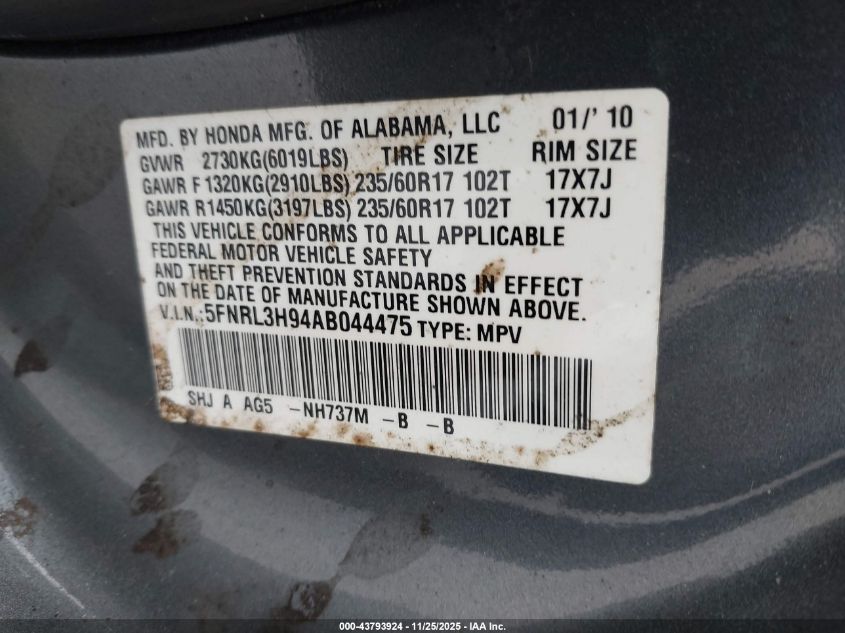 MFD. BY HONDA MFG. OF ALABAMA, LLC 01/' 10
GVWR 2730KG(6019LBS) TIRE SIZE RIM SIZE
GAWR F 1320KG(2910LBS) 235/60R17 102T 17X7J
GAWR R1450KG(3197LBS) 235/60R17 102T 17X7J
THIS VEHICLE CONFORMS TO ALL APPLICABLE
FEDERAL MOTOR VEHICLE SAFETY
AND THEFT PREVENTION STANDARDS IN EFFECT
ON THE DATE OF MANUFACTURE SHOWN ABOVE.
V.I.N.:5FNRL3H94AB044475 TYPE: MPV
SHJ A AG5 -NH737M -B -B
000-43793924 - 11/25/2025 - IAA Inc.